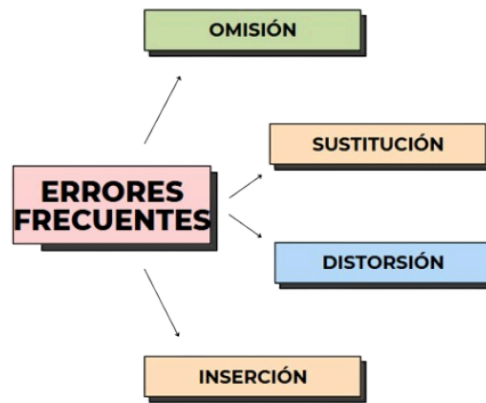 OMISIÓN
SUSTITUCIÓN
ERRORES
FRECUENTES
DISTORSIÓN
INSERCIÓN